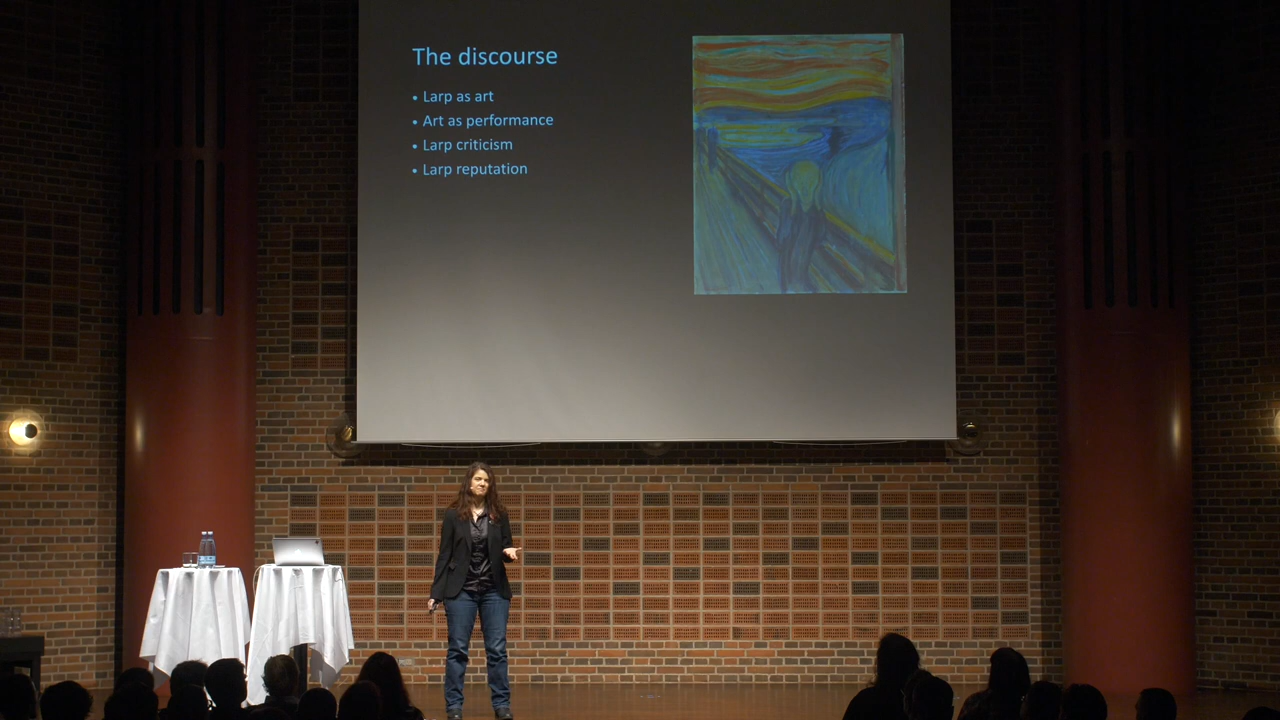 The discourse
• Larp as art
• Art as performance
• Larp criticism
• Larp reputation